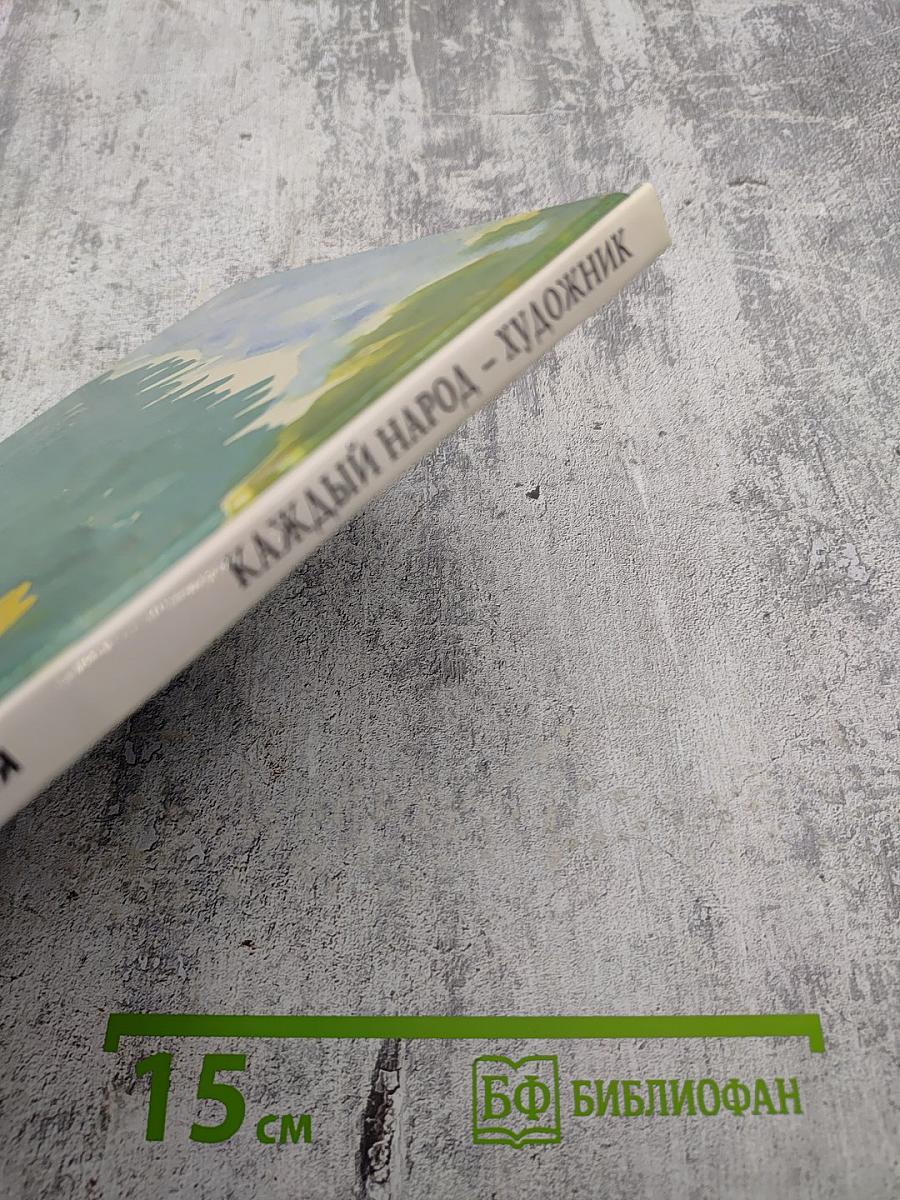 КАЖДЫЙ НАРОД – ХУДОЖНИК
Я
15 см
БФ БИБЛИОФАН